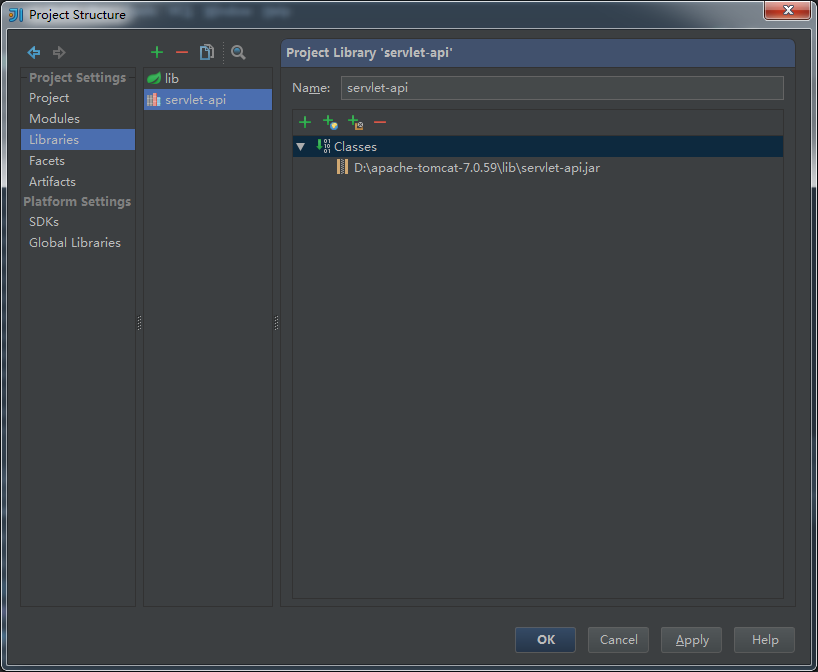 Project Structure
Project Settings
Project
Modules
Libraries
Facets
Artifacts
Platform Settings
SDKs
Global Libraries
lib
servlet-api
Project Library 'servlet-api'
Name: servlet-api
Classes
D:\apache-tomcat-7.0.59\lib\servlet-api.jar
OK Cancel Apply Help